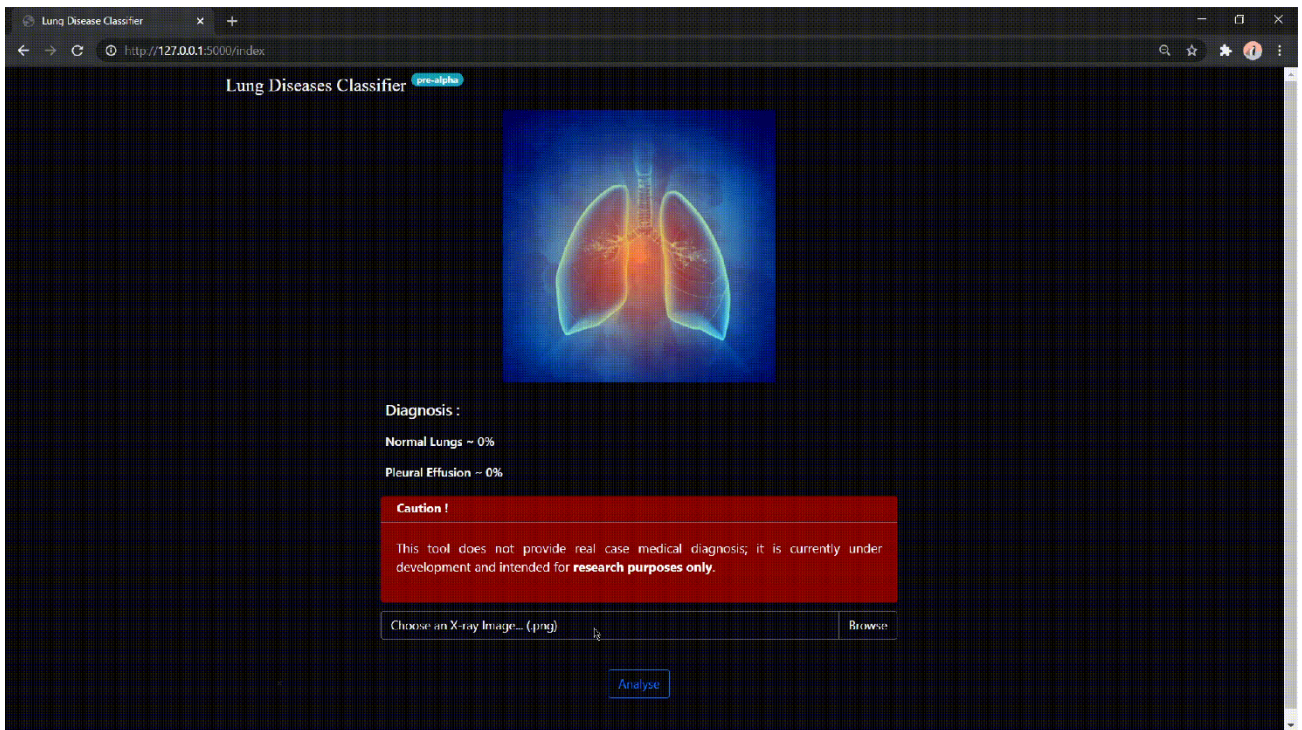 Lung Disease Classifier
http://127.0.0.1:5000/index
Lung Diseases Classifier pre-alpha
Diagnosis :
Normal Lungs ~ 0%
Pleural Effusion ~ 0%
Caution !
This tool does not provide real case medical diagnosis; it is currently under
development and intended for research purposes only.
Choose an X-ray Image... (.png) Browse
Analyse